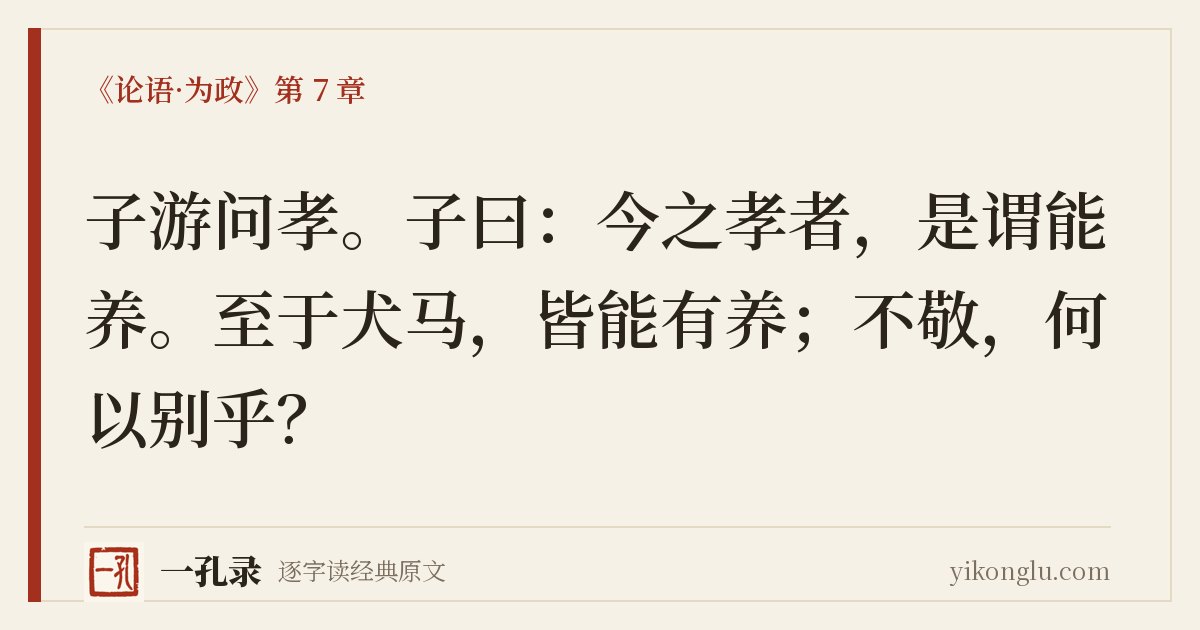 《论语·为政》第 7 章
子游问孝。子曰：今之孝者，是谓能
养。至于犬马，皆能有养；不敬，何
以别乎？
一孔
一孔录 逐字读经典原文 yikonglu.com